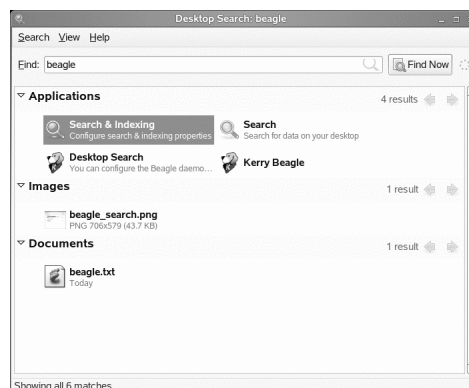 Desktop Search: beagle
Search View Help
Find: beagle Find Now
Applications 4 results
Search & Indexing
Configure search & indexing properties
Search
Search for data on your desktop
Desktop Search
You can configure the Beagle daemo...
Kerry Beagle
Images 1 result
beagle_search.png
PNG 706x579 (43.7 KB)
Documents 1 result
beagle.txt
Today
Showing all 6 matches